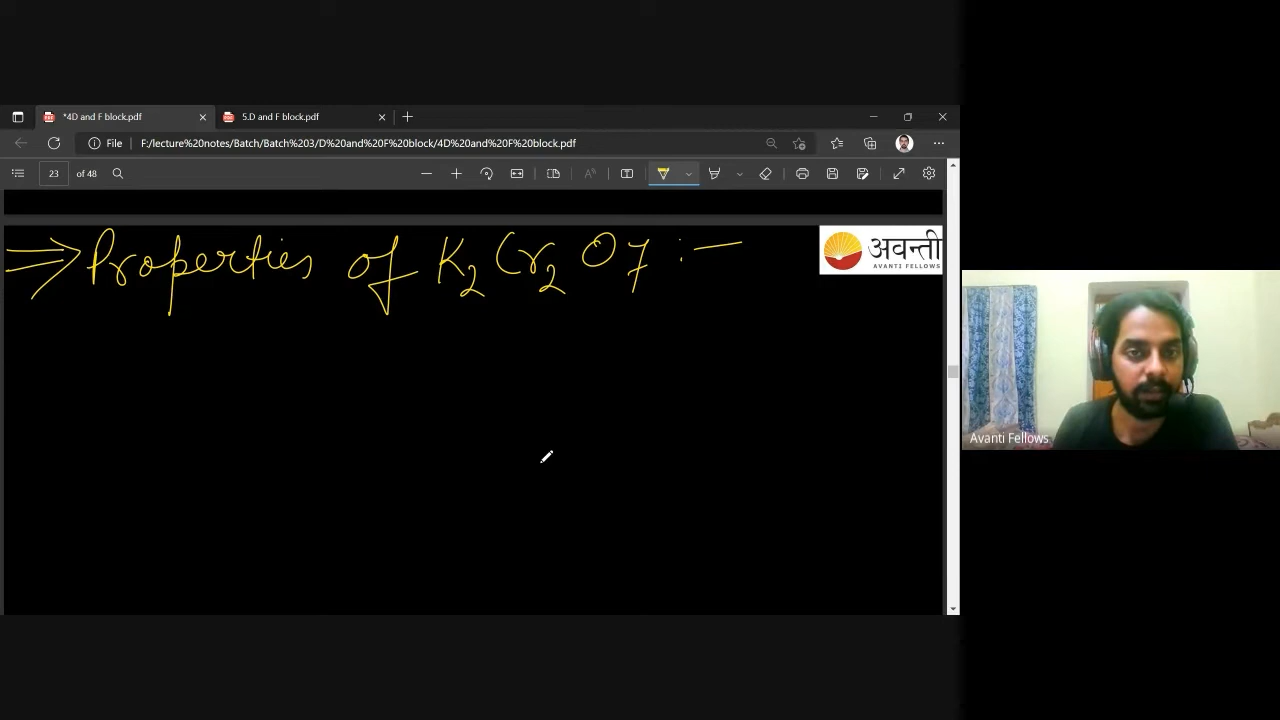 *4D and F block.pdf
5.D and F block.pdf
File
F:/lecture%20notes/Batch/Batch%203/D%20and%20F%20block/4D%20and%20F%20block.pdf
23 of 48
⇒ Properties of K2Cr2O7 :—
अवन्ती
AVANTI FELLOWS
Avanti Fellows